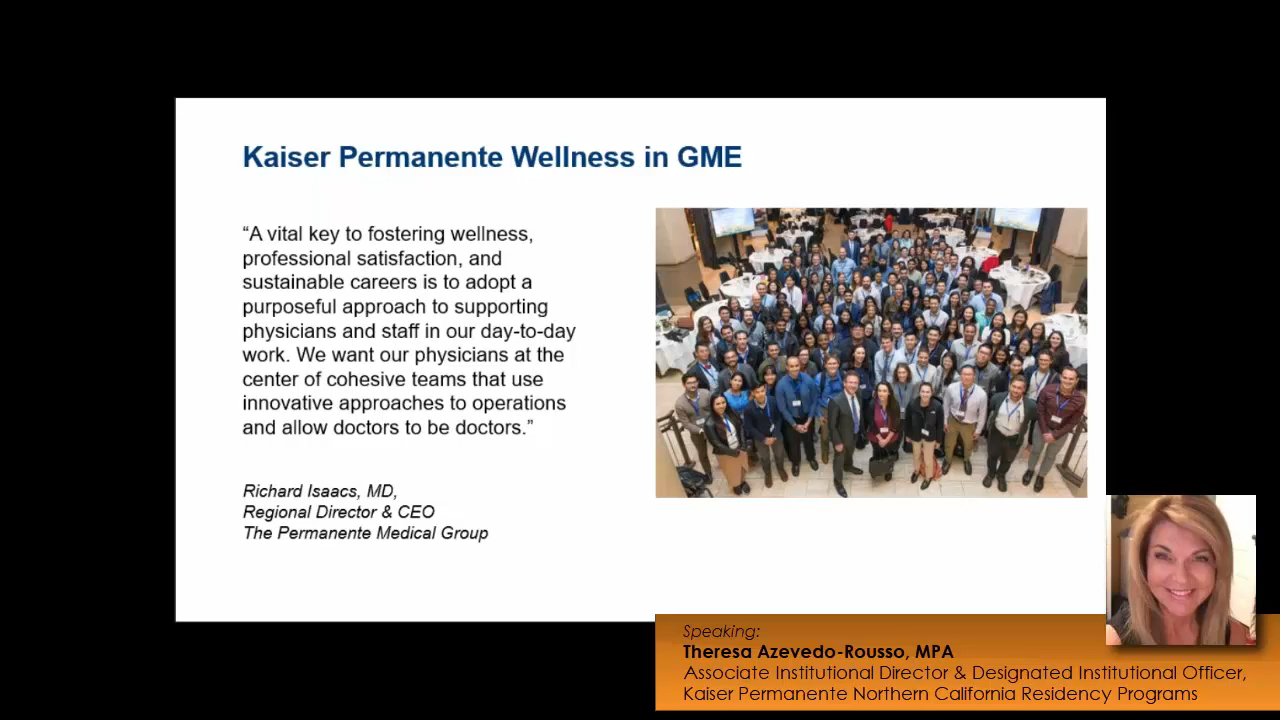 Kaiser Permanente Wellness in GME
“A vital key to fostering wellness,
professional satisfaction, and
sustainable careers is to adopt a
purposeful approach to supporting
physicians and staff in our day-to-day
work. We want our physicians at the
center of cohesive teams that use
innovative approaches to operations
and allow doctors to be doctors.”
Richard Isaacs, MD,
Regional Director & CEO
The Permanente Medical Group
Speaking:
Theresa Azevedo-Rousso, MPA
Associate Institutional Director & Designated Institutional Officer,
Kaiser Permanente Northern California Residency Programs